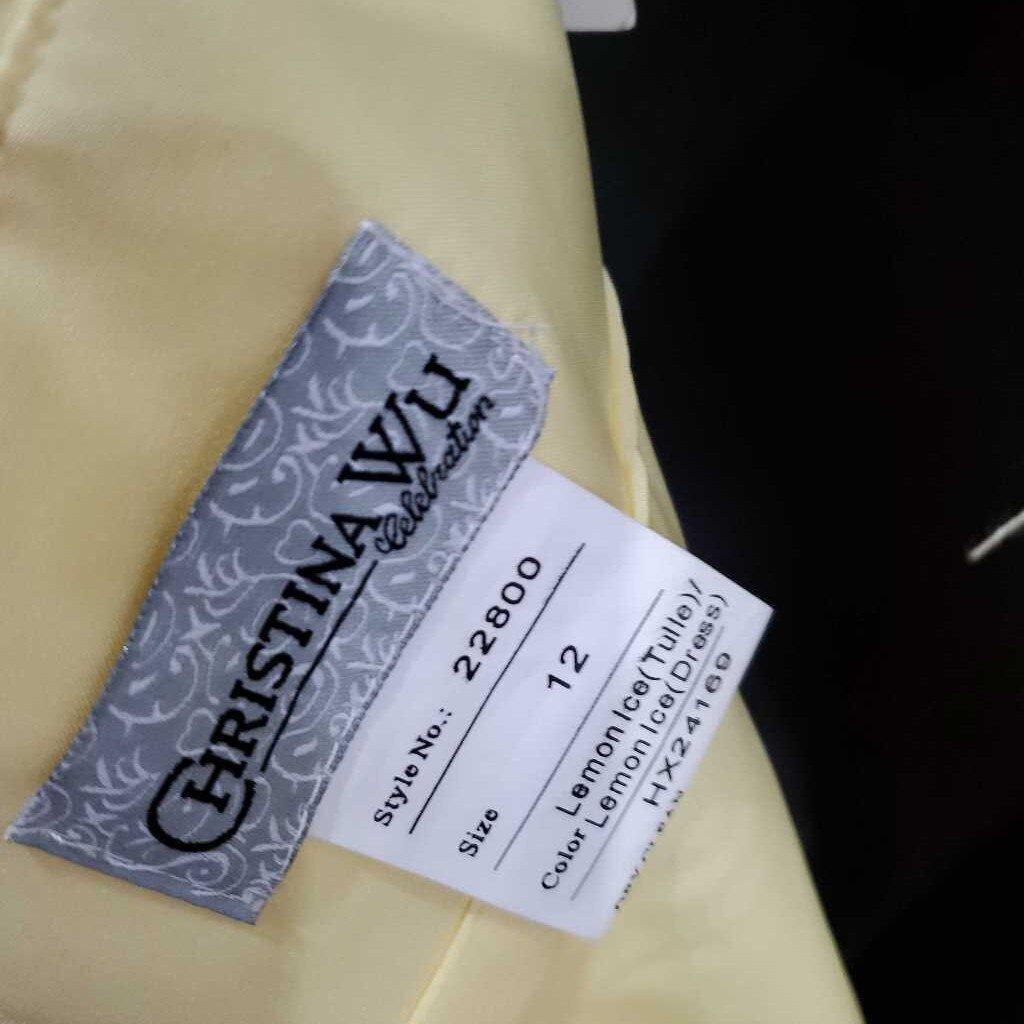 CHRISTINA WU
Celebration
Style No.: 22800
Size 12
Color Lemon Ice(Tulle)/
Lemon Ice(Dress)
HX24169